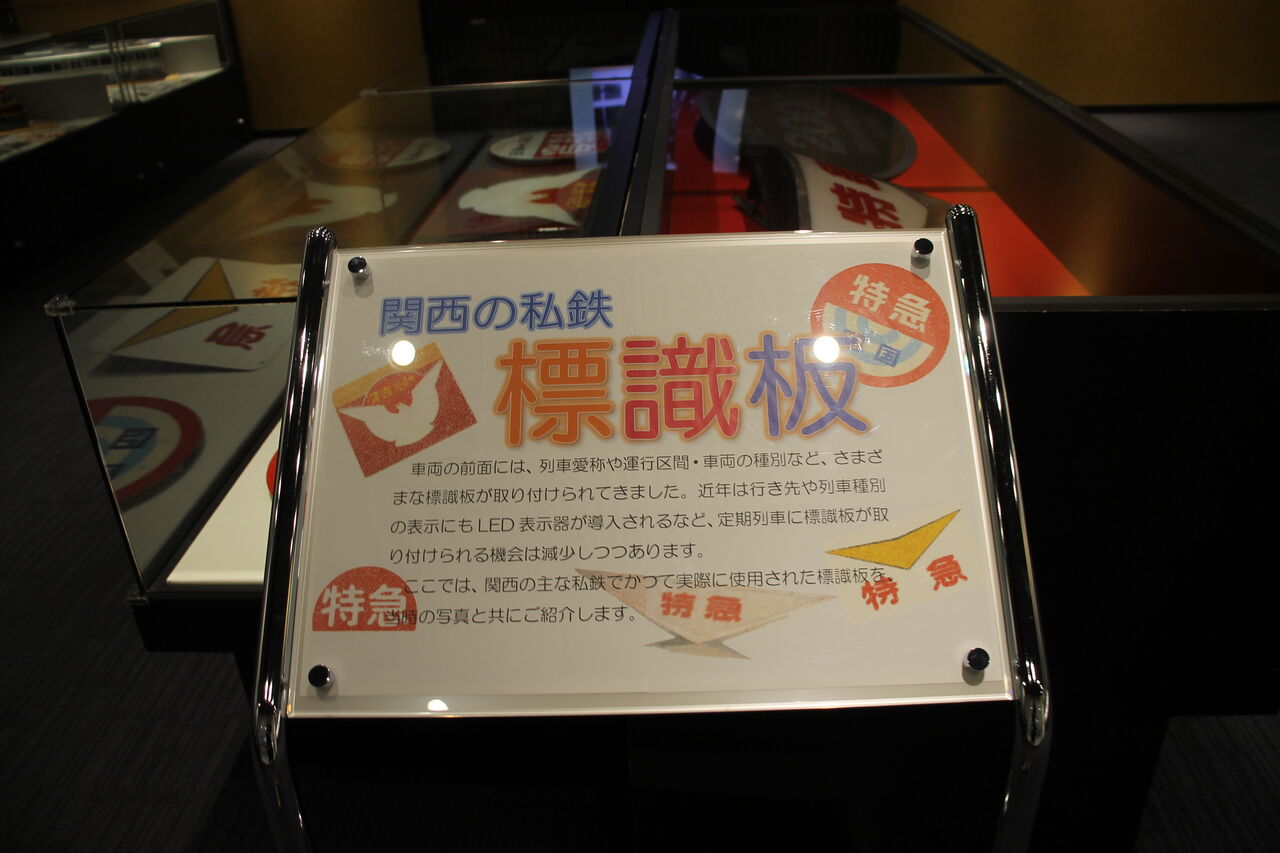 関西の私鉄
標識板
特急
国
特急
車両の前面には、列車愛称や運行区間・車両の種別など、さまざ
まな標識板が取り付けられてきました。近年は行き先や列車種別
の表示にも LED 表示器が導入されるなど、定期列車に標識板が取
り付けられる機会は減少しつつあります。
ここでは、関西の主な私鉄でかつて実際に使用された標識板を、
当時の写真と共にご紹介します。
特急
特急
特急
特急
急